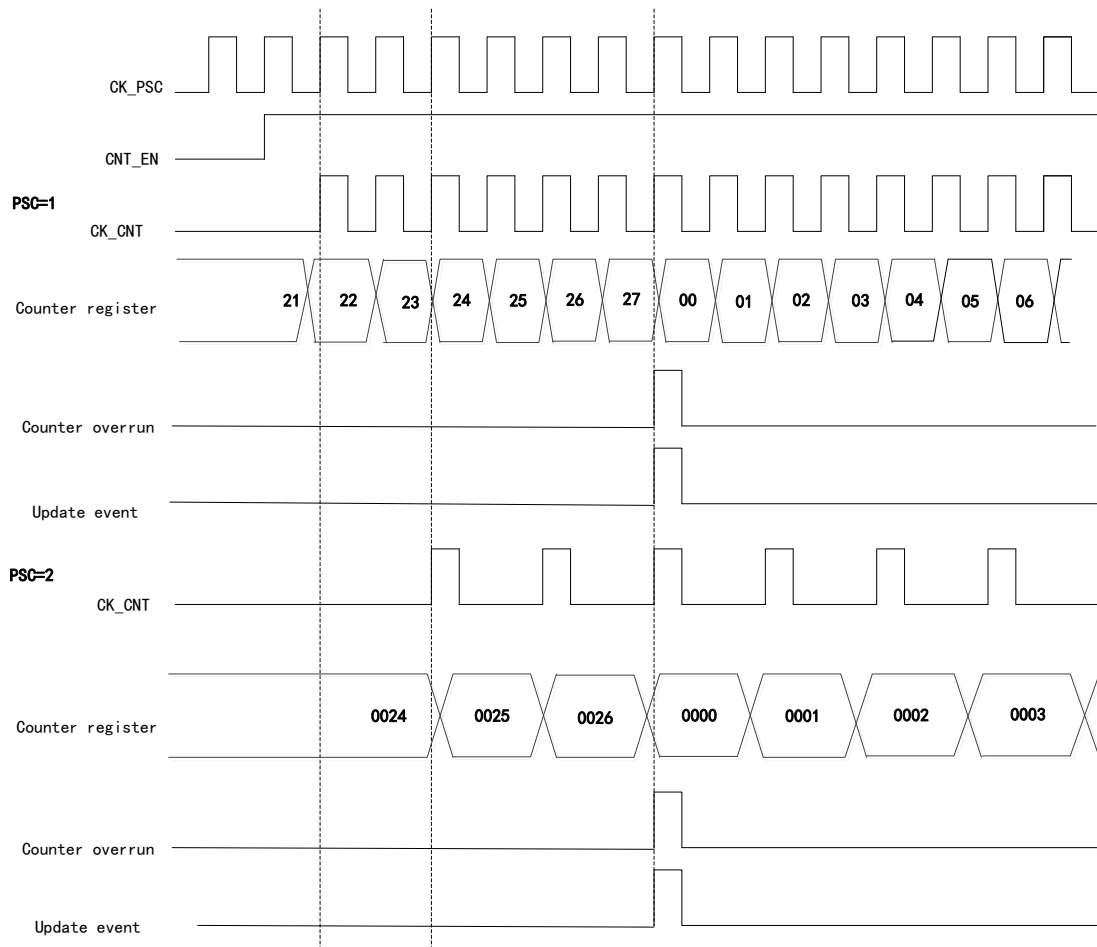 CK_PSC
CNT_EN
PSC=1
CK_CNT
Counter register 21 22 23 24 25 26 27 00 01 02 03 04 05 06
Counter overrun
Update event
PSC=2
CK_CNT
Counter register 0024 0025 0026 0000 0001 0002 0003
Counter overrun
Update event